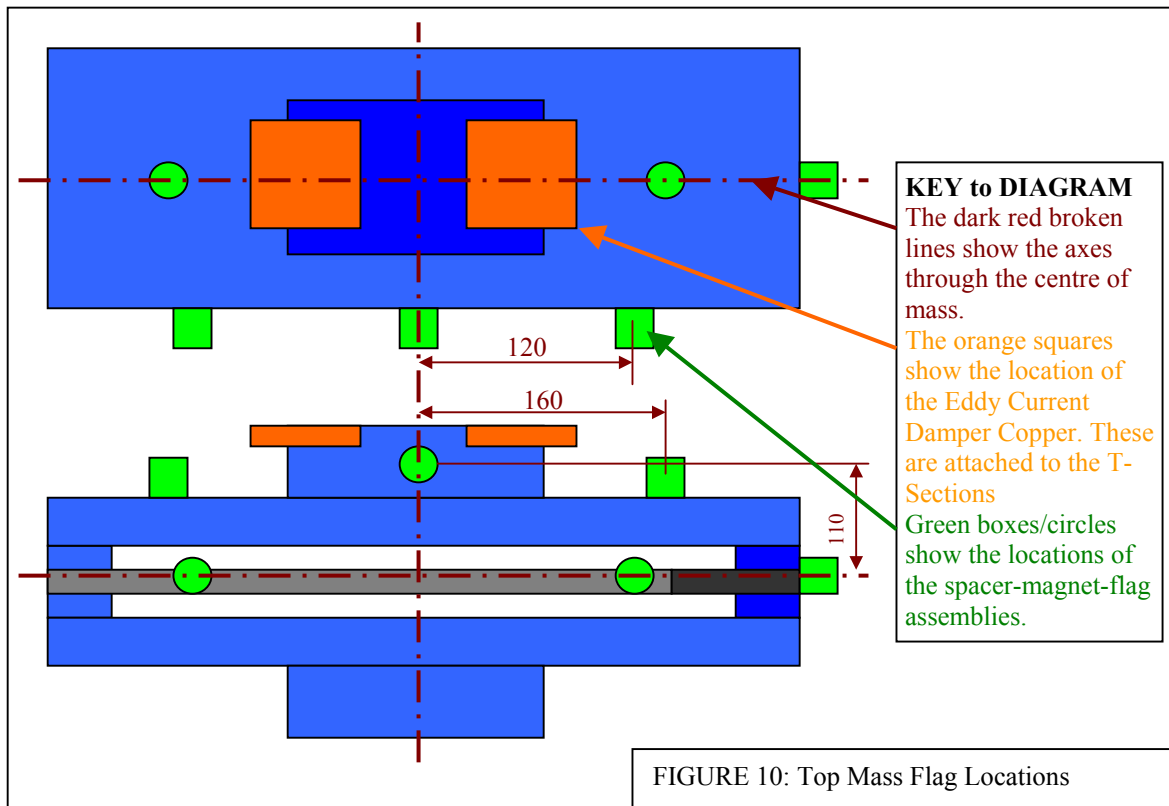 KEY to DIAGRAM
The dark red broken
lines show the axes
through the centre of
mass.
The orange squares
show the location of
the Eddy Current
Damper Copper. These
are attached to the T-
Sections
Green boxes/circles
show the locations of
the spacer-magnet-flag
assemblies.
120
160
110
FIGURE 10: Top Mass Flag Locations